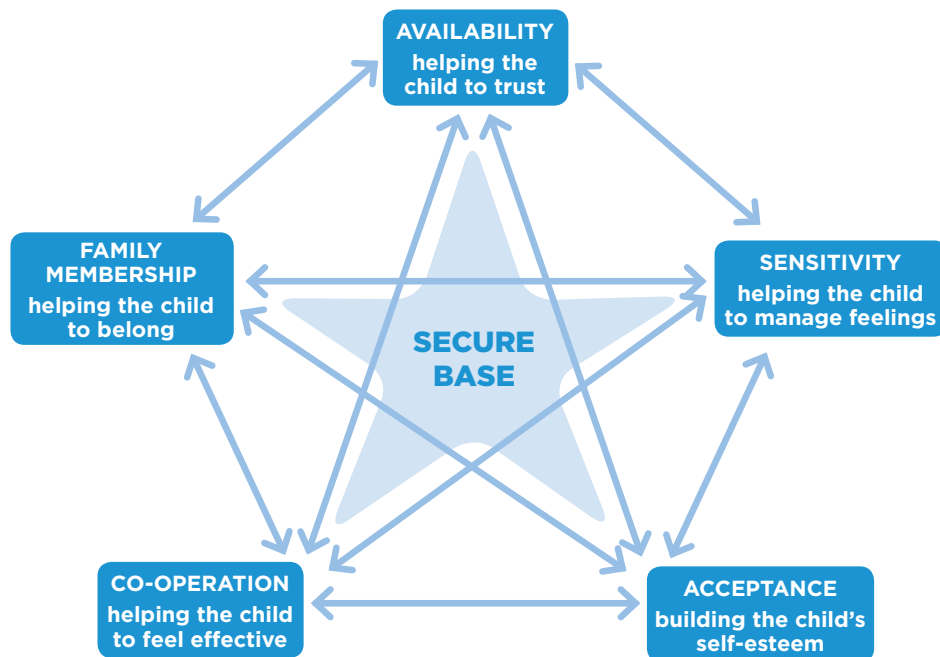 AVAILABILITY
helping the
child to trust
FAMILY
MEMBERSHIP
helping the child
to belong
SENSITIVITY
helping the child
to manage feelings
SECURE
BASE
CO-OPERATION
helping the child
to feel effective
ACCEPTANCE
building the child’s
self-esteem